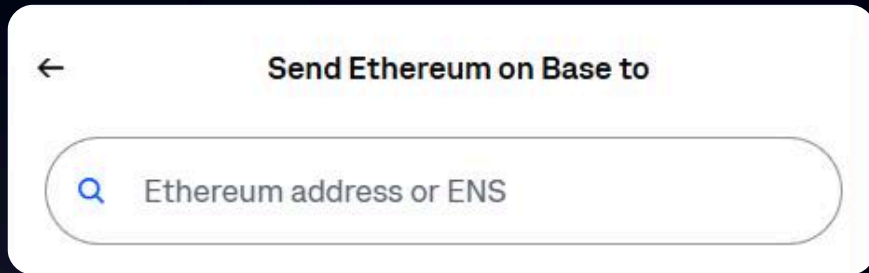 Send Ethereum on Base to
Ethereum address or ENS